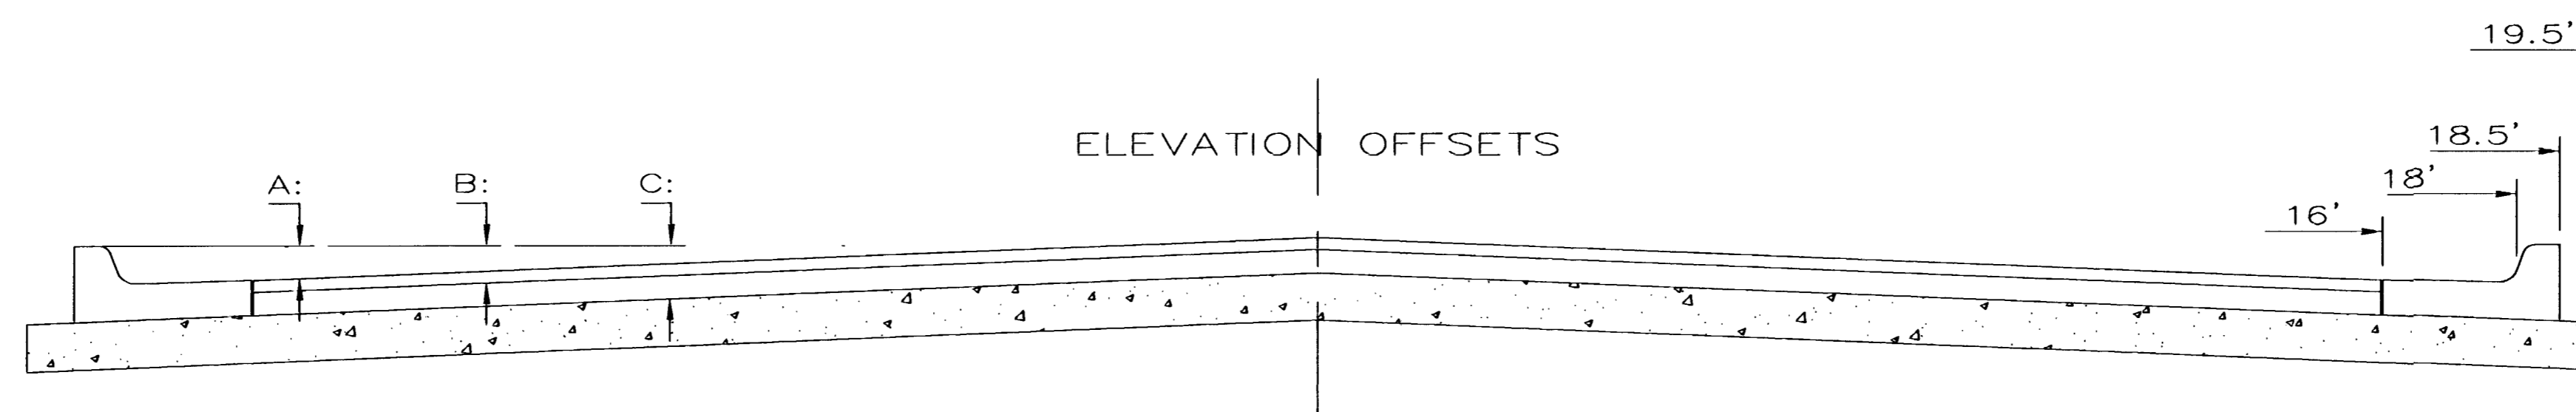 19.5'
ELEVATION OFFSETS
18.5'
A: B: C:
18'
16'